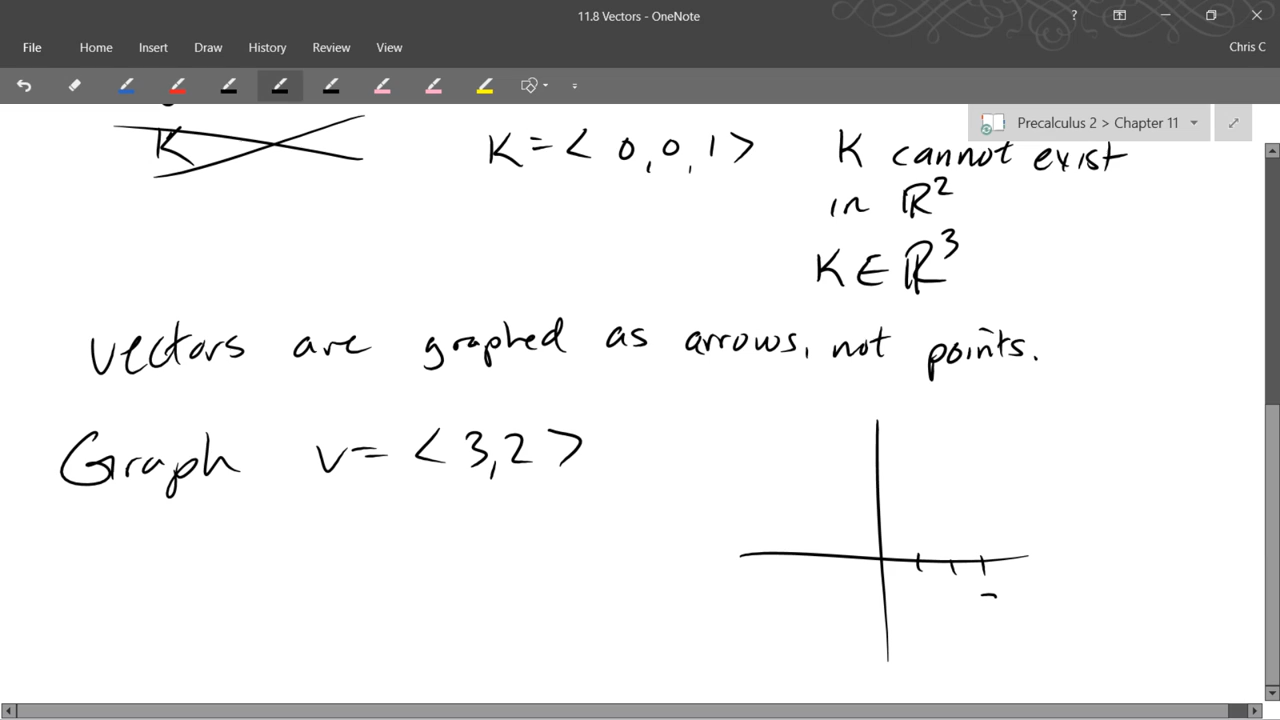 11.8 Vectors - OneNote
?
File Home Insert Draw History Review View
Chris C
Precalculus 2 > Chapter 11
K
K = < 0, 0, 1 >
K cannot exist
in ℝ²
K ∈ ℝ³
Vectors are graphed as arrows, not points.
Graph v = < 3, 2 >